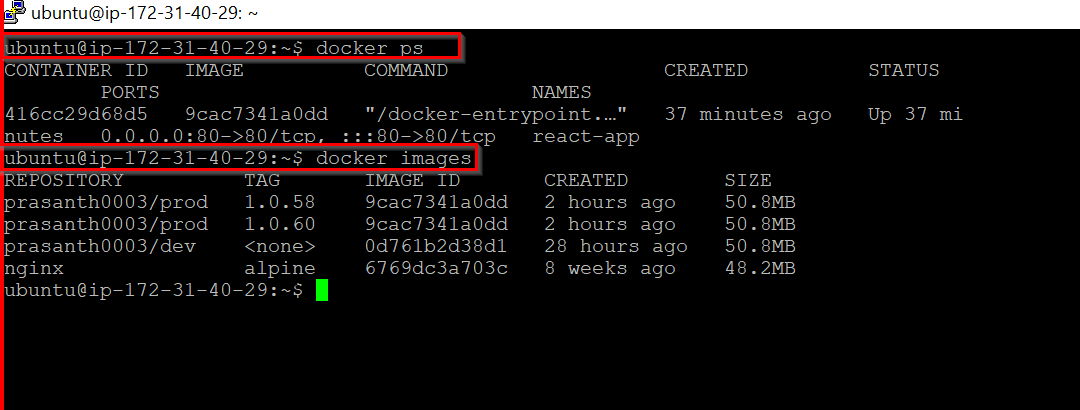 ubuntu@ip-172-31-40-29: ~
ubuntu@ip-172-31-40-29:~$ docker ps
CONTAINER ID   IMAGE          COMMAND                  CREATED          STATUS
        PORTS                               NAMES
416cc29d68d5   9cac7341a0dd   "/docker-entrypoint.…"   37 minutes ago   Up 37 mi
nutes   0.0.0.0:80->80/tcp, :::80->80/tcp   react-app
ubuntu@ip-172-31-40-29:~$ docker images
REPOSITORY          TAG       IMAGE ID       CREATED        SIZE
prasanth0003/prod   1.0.58    9cac7341a0dd   2 hours ago    50.8MB
prasanth0003/prod   1.0.60    9cac7341a0dd   2 hours ago    50.8MB
prasanth0003/dev    <none>    0d761b2d38d1   28 hours ago   50.8MB
nginx               alpine    6769dc3a703c   8 weeks ago    48.2MB
ubuntu@ip-172-31-40-29:~$